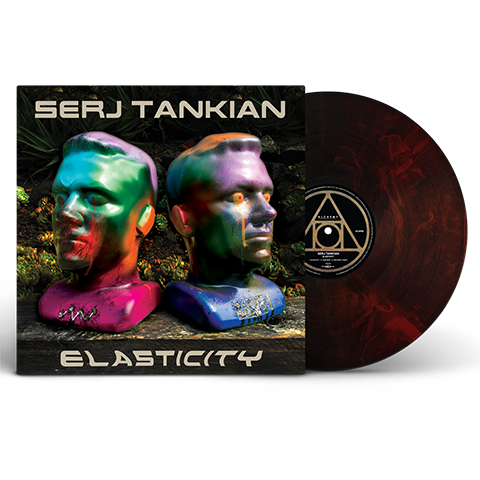 SERJ TANKIAN
ELASTICITY
ALCHEMY
SERJ TANKIAN
ELASTICITY